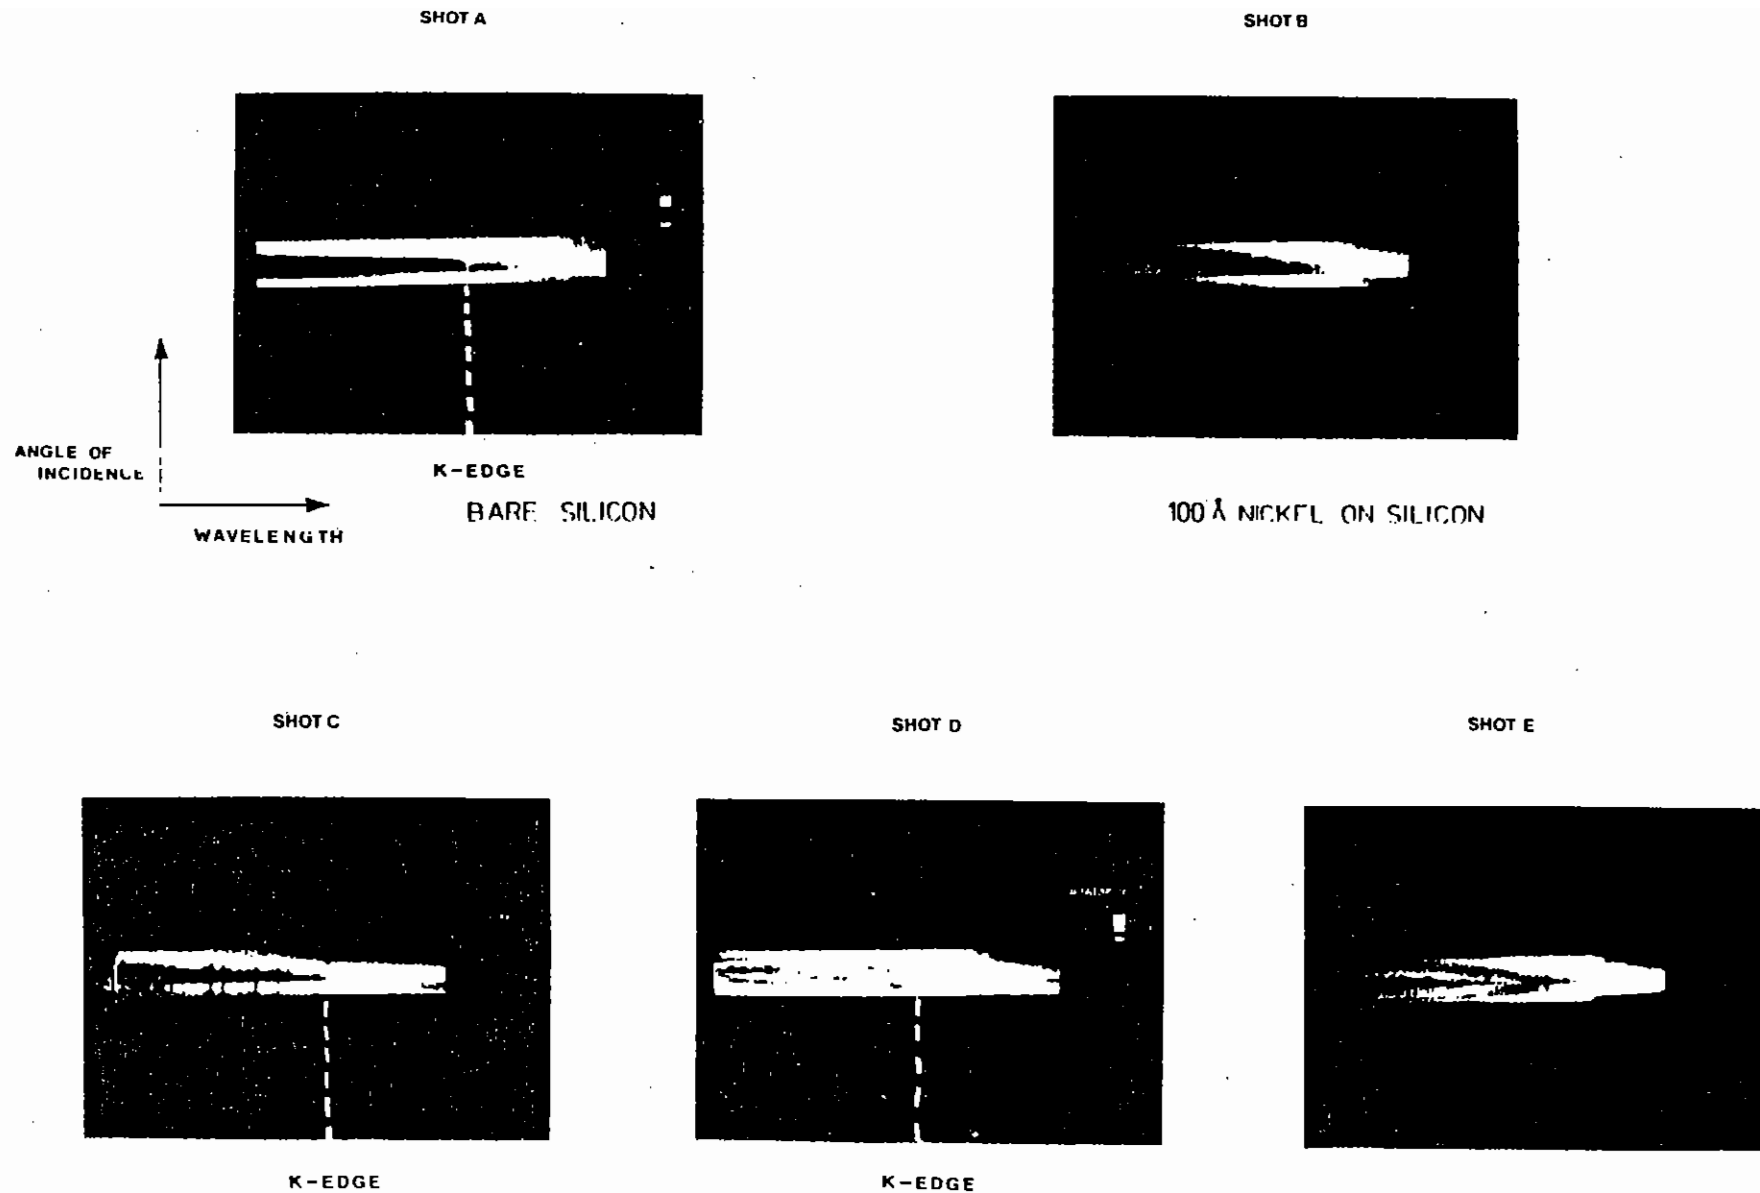 SHOT A
SHOT B
ANGLE OF
INCIDENCE
WAVELENGTH
K-EDGE
BARE SILICON
100 Å NICKEL ON SILICON
SHOT C
SHOT D
SHOT E
K-EDGE
K-EDGE